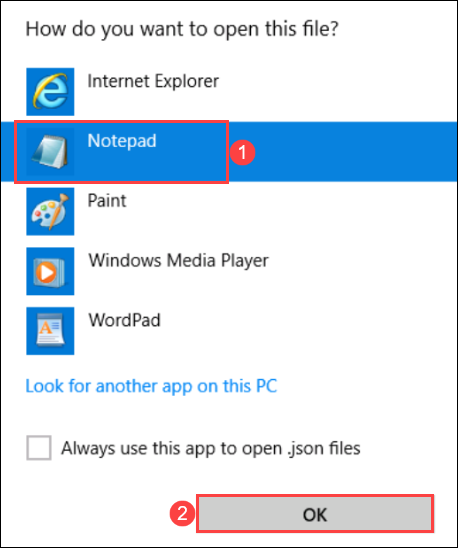 How do you want to open this file?
Internet Explorer
Notepad
1
Paint
Windows Media Player
WordPad
Look for another app on this PC
Always use this app to open .json files
2
OK